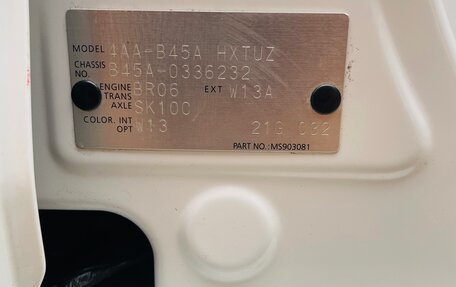 MODEL 4AA-B45A HXTUZ
CHASSIS NO. B45A-0336232
ENGINE BR06 EXT W13A
TRANS AXLE SK10C
COLOR. INT OPT W13 21G 032
PART NO.: MS903081